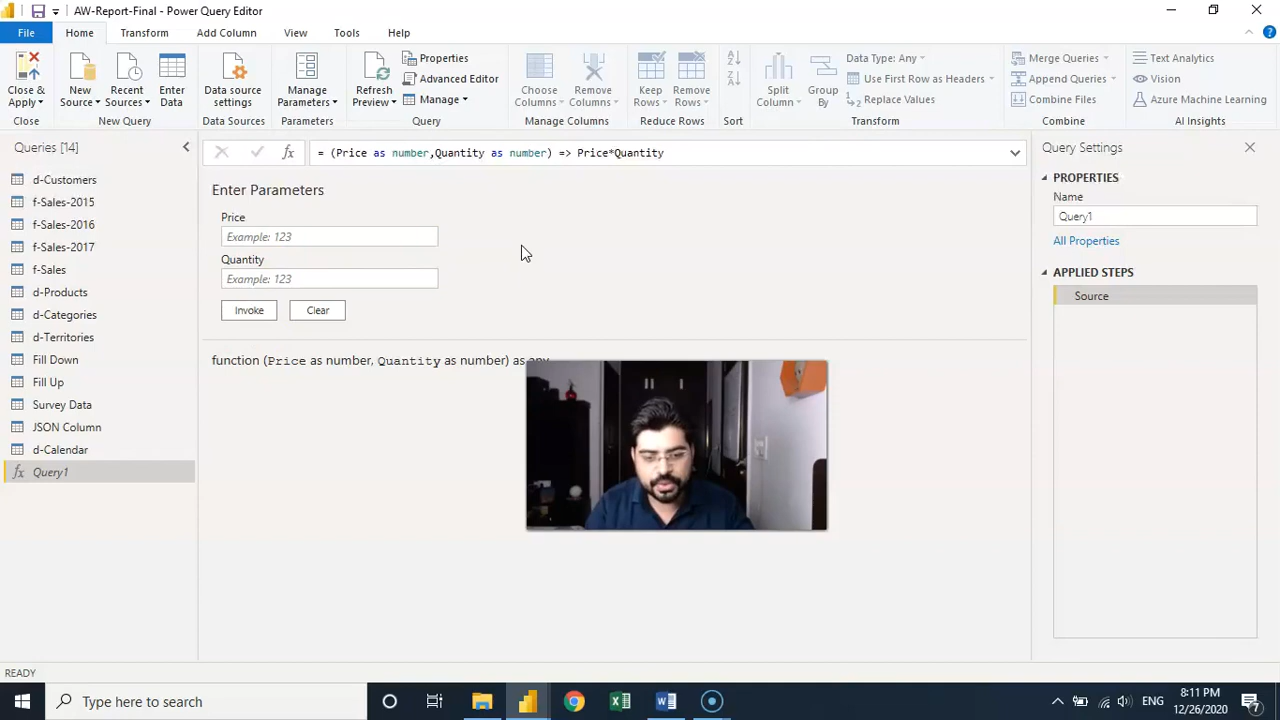 AW-Report-Final - Power Query Editor
File
Home
Transform
Add Column
View
Tools
Help
Close &
Apply
Close
New
Source
Recent
Sources
Enter
Data
New Query
Data source
settings
Data Sources
Manage
Parameters
Parameters
Refresh
Preview
Properties
Advanced Editor
Manage
Query
Choose
Columns
Remove
Columns
Manage Columns
Keep
Rows
Remove
Rows
Reduce Rows
Sort
Split
Column
Group
By
Data Type: Any
Use First Row as Headers
Replace Values
Transform
Merge Queries
Append Queries
Combine Files
Combine
Text Analytics
Vision
Azure Machine Learning
AI Insights
Queries [14]
d-Customers
f-Sales-2015
f-Sales-2016
f-Sales-2017
f-Sales
d-Products
d-Categories
d-Territories
Fill Down
Fill Up
Survey Data
JSON Column
d-Calendar
Query1
= (Price as number,Quantity as number) => Price*Quantity
Enter Parameters
Price
Example: 123
Quantity
Example: 123
Invoke
Clear
function (Price as number, Quantity as number) as any
Query Settings
PROPERTIES
Name
Query1
All Properties
APPLIED STEPS
Source
READY
Type here to search
ENG
8:11 PM
12/26/2020
7